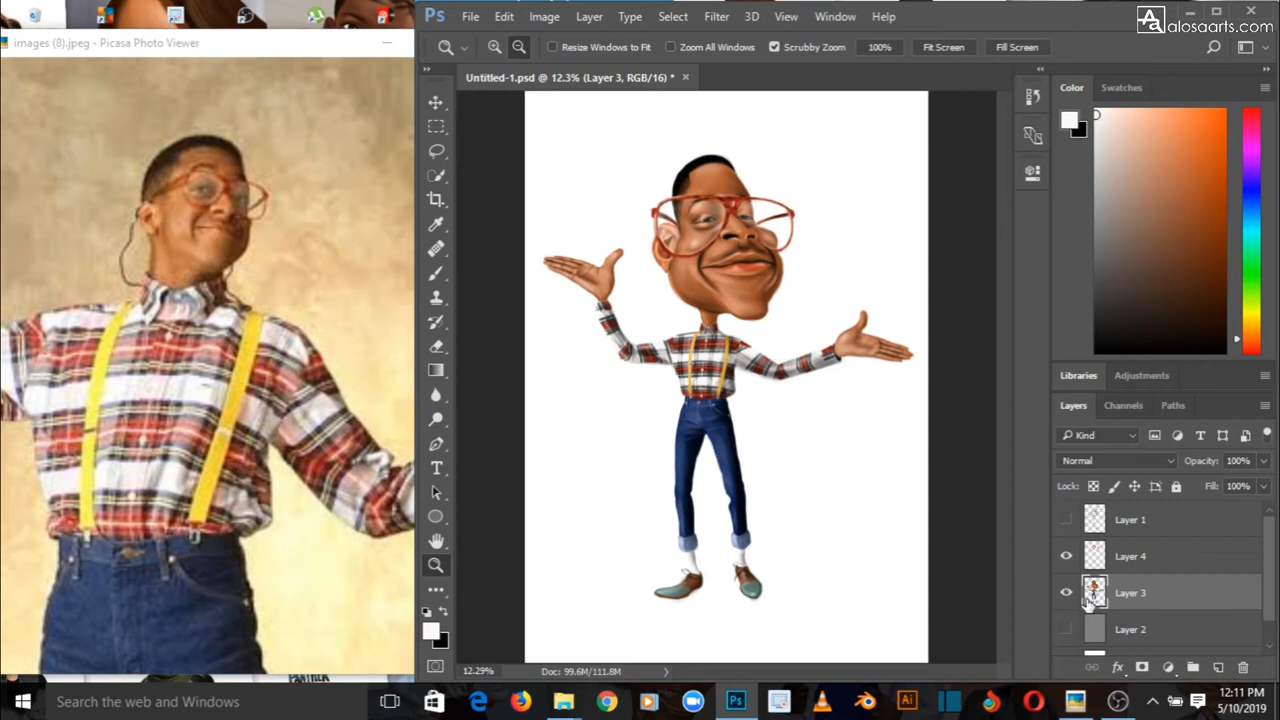 Aa alosaarts.com
images (8).jpeg - Picasa Photo Viewer
Ps File Edit Image Layer Type Select Filter 3D View Window Help
Resize Windows to Fit Zoom All Windows Scrubby Zoom 100% Fit Screen Fill Screen
Untitled-1.psd @ 12.3% (Layer 3, RGB/16) *
Color Swatches
Libraries Adjustments
Layers Channels Paths
Kind
Normal Opacity: 100%
Lock: Fill: 100%
Layer 1
Layer 4
Layer 3
Layer 2
12.29% Doc: 99.6M/111.8M
Search the web and Windows
Ps Ai
12:11 PM
5/10/2019